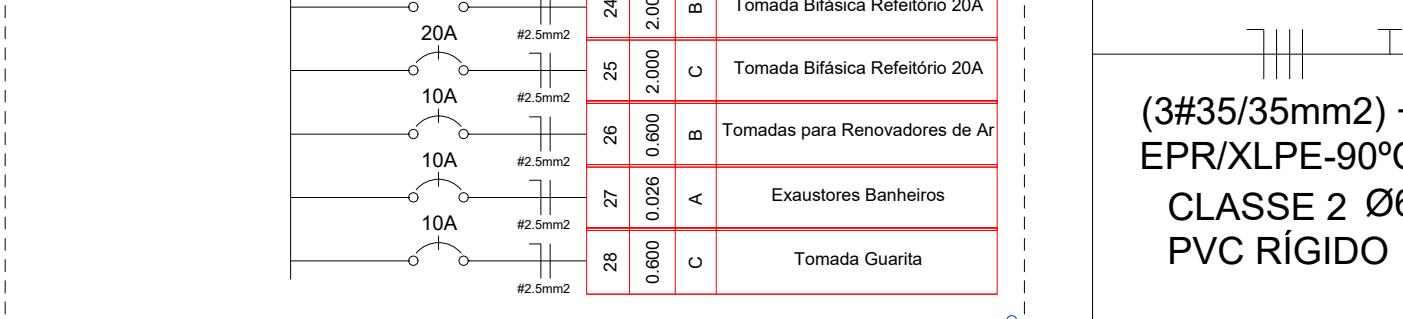 24 2.00 B Tomada Bifásica Refeitório 20A
#2.5mm2
20A
25 2.000 C Tomada Bifásica Refeitório 20A
#2.5mm2
10A
26 0.600 B Tomadas para Renovadores de Ar
#2.5mm2
10A
27 0.026 A Exaustores Banheiros
#2.5mm2
10A
28 0.600 C Tomada Guarita
#2.5mm2
(3#35/35mm2) -
EPR/XLPE-90º
CLASSE 2 Ø6
PVC RÍGIDO